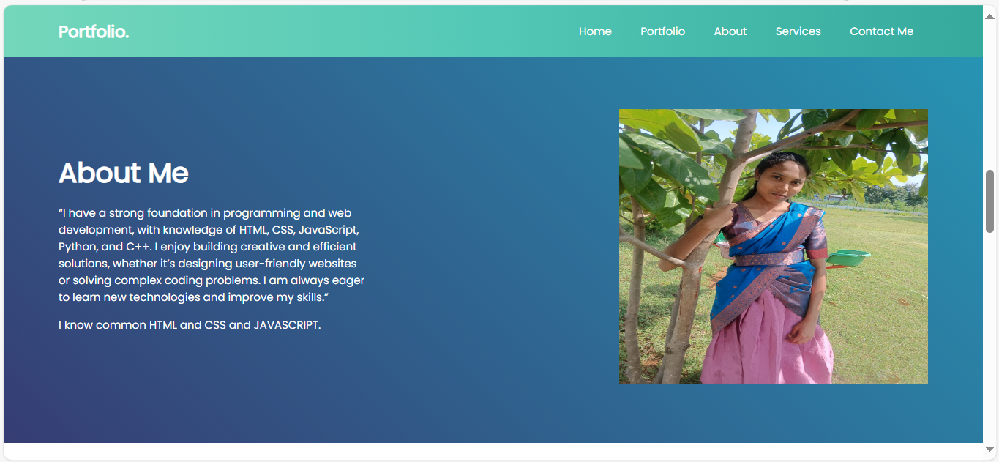 Portfolio.
Home Portfolio About Services Contact Me
About Me
“I have a strong foundation in programming and web
development, with knowledge of HTML, CSS, JavaScript,
Python, and C++. I enjoy building creative and efficient
solutions, whether it’s designing user-friendly websites
or solving complex coding problems. I am always eager
to learn new technologies and improve my skills.”
I know common HTML and CSS and JAVASCRIPT.